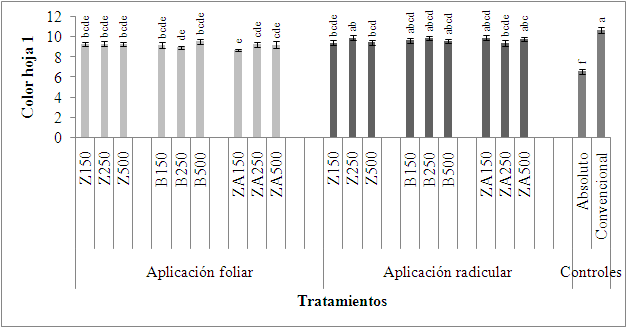 Color hoja 1
12
10
8
6
4
2
0
bcde
bcde
bcde
bcde
de
bcde
e
cde
cde
bcde
ab
bcd
abcd
abcd
abcd
abcd
bcde
abc
f
a
Z150
Z250
Z500
B150
B250
B500
ZA150
ZA250
ZA500
Z150
Z250
Z500
B150
B250
B500
ZA150
ZA250
ZA500
Absoluto
Convencional
Aplicación foliar
Aplicación radicular
Controles
Tratamientos